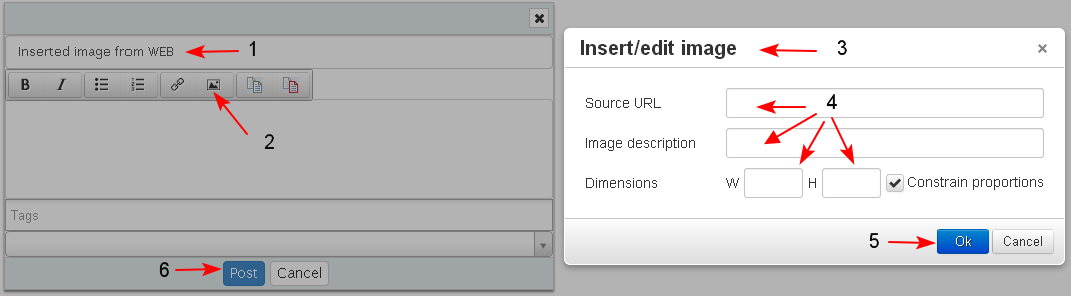 Inserted image from WEB 1
B I
2
Tags
6 Post Cancel
Insert/edit image 3
Source URL 4
Image description
Dimensions W H Constrain proportions
5 Ok Cancel